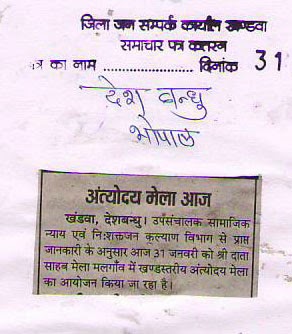 जिला जन सम्पर्क कार्यालय खण्डवा
समाचार पत्र कतरन
त्र का नाम .................... दिनांक 31
देश बन्धु
भोपाल
अंत्योदय मेला आज
खंडवा, देशबन्धु। उपसंचालक सामाजिक
न्याय एवं नि:शक्तजन कल्याण विभाग से प्राप्त
जानकारी के अनुसार आज 31 जनवरी को श्री दाता
साहब मेला मलगाँव में खण्डस्तरीय अंत्योदय मेला
का आयोजन किया जा रहा है।